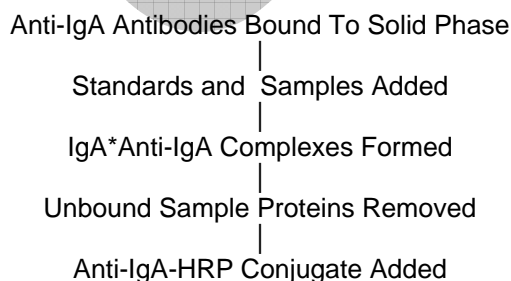 Anti-IgA Antibodies Bound To Solid Phase
Standards and Samples Added
IgA*Anti-IgA Complexes Formed
Unbound Sample Proteins Removed
Anti-IgA-HRP Conjugate Added